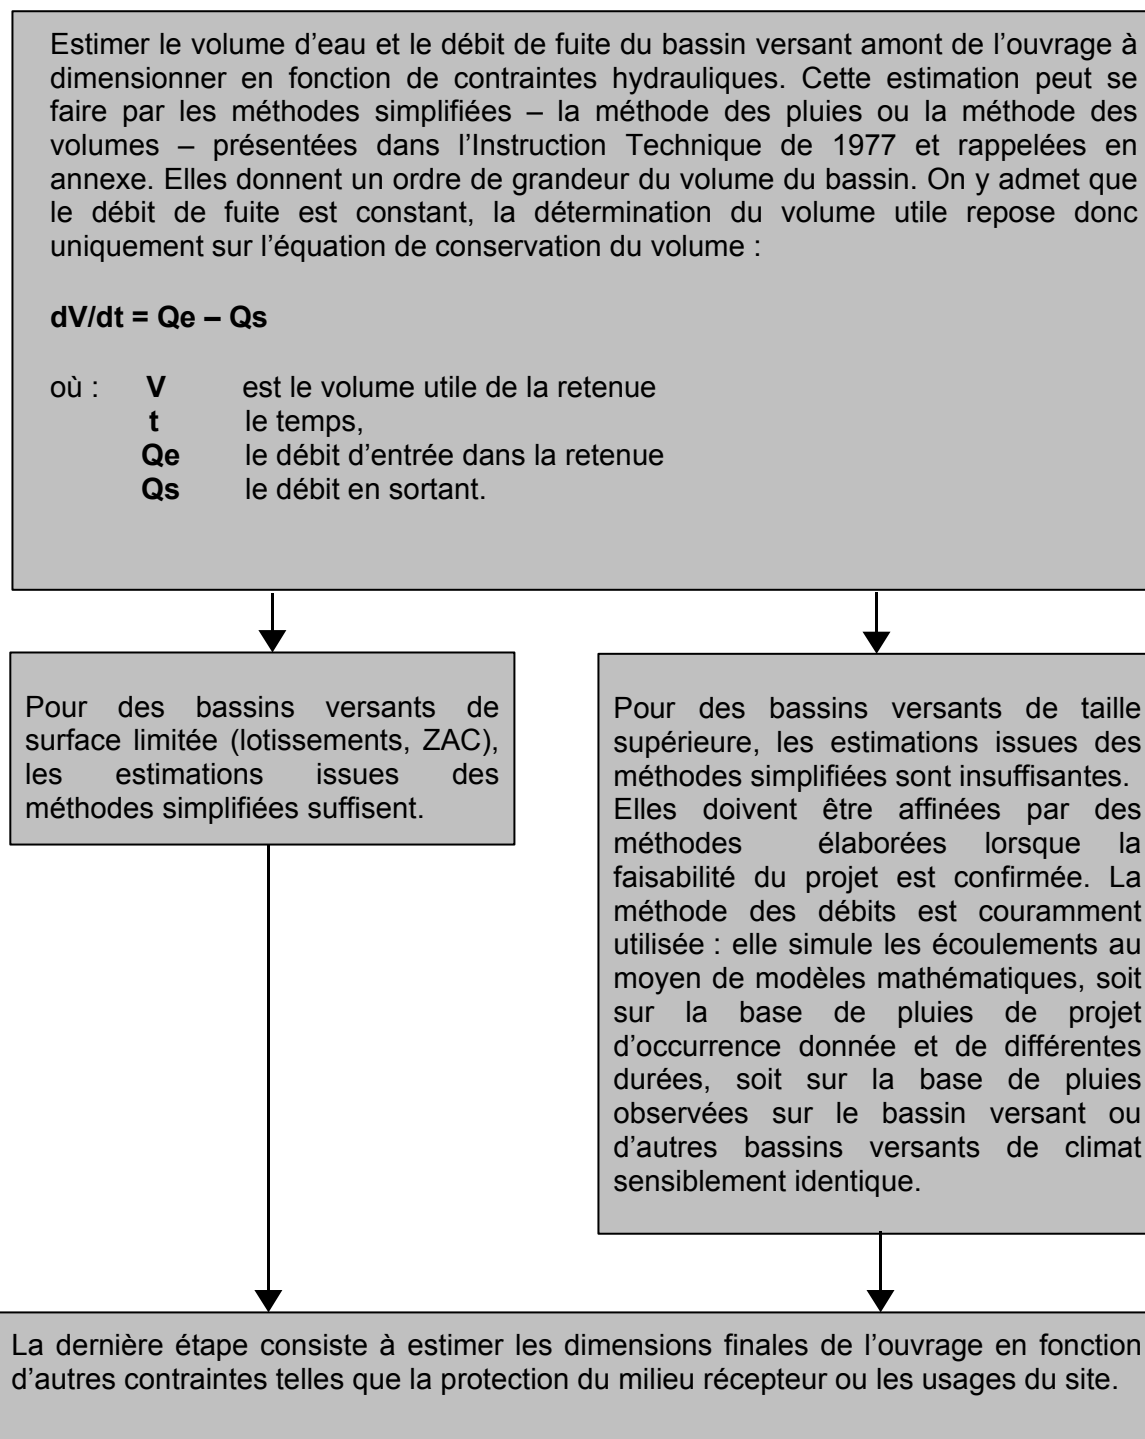 Estimer le volume d’eau et le débit de fuite du bassin versant amont de l’ouvrage à
dimensionner en fonction de contraintes hydrauliques. Cette estimation peut se
faire par les méthodes simplifiées – la méthode des pluies ou la méthode des
volumes – présentées dans l’Instruction Technique de 1977 et rappelées en
annexe. Elles donnent un ordre de grandeur du volume du bassin. On y admet que
le débit de fuite est constant, la détermination du volume utile repose donc
uniquement sur l’équation de conservation du volume :
dV/dt = Qe – Qs
où : V est le volume utile de la retenue
t le temps,
Qe le débit d’entrée dans la retenue
Qs le débit en sortant.
Pour des bassins versants de
surface limitée (lotissements, ZAC),
les estimations issues des
méthodes simplifiées suffisent.
Pour des bassins versants de taille
supérieure, les estimations issues des
méthodes simplifiées sont insuffisantes.
Elles doivent être affinées par des
méthodes élaborées lorsque la
faisabilité du projet est confirmée. La
méthode des débits est couramment
utilisée : elle simule les écoulements au
moyen de modèles mathématiques, soit
sur la base de pluies de projet
d’occurrence donnée et de différentes
durées, soit sur la base de pluies
observées sur le bassin versant ou
d’autres bassins versants de climat
sensiblement identique.
La dernière étape consiste à estimer les dimensions finales de l’ouvrage en fonction
d’autres contraintes telles que la protection du milieu récepteur ou les usages du site.